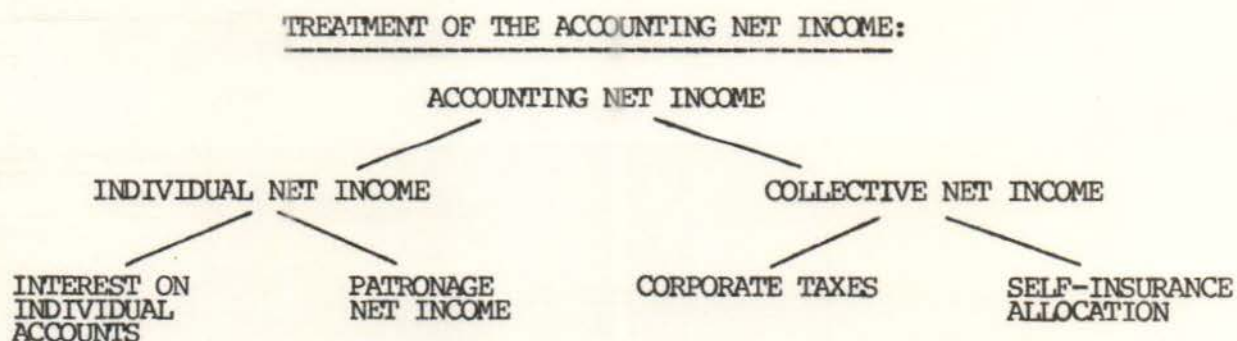 TREATMENT OF THE ACCOUNTING NET INCOME:
ACCOUNTING NET INCOME
INDIVIDUAL NET INCOME
COLLECTIVE NET INCOME
INTEREST ON
INDIVIDUAL
ACCOUNTS
PATRONAGE
NET INCOME
CORPORATE TAXES
SELF-INSURANCE
ALLOCATION